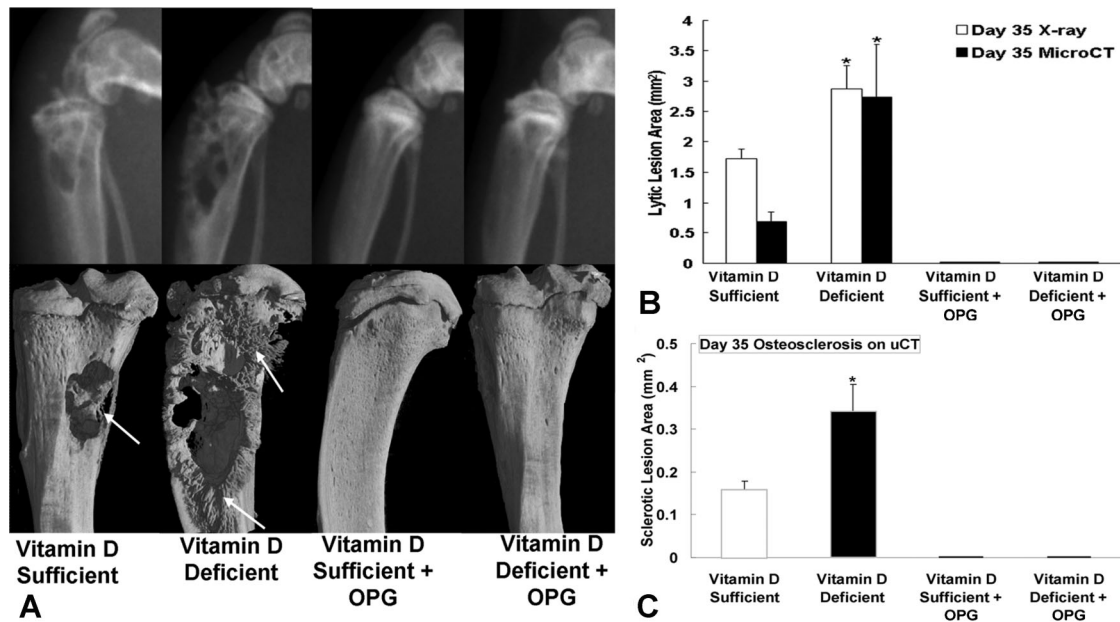 Vitamin D
Sufficient
Vitamin D
Deficient
Vitamin D
Sufficient +
OPG
Vitamin D
Deficient +
OPG
A
Day 35 X-ray
Day 35 MicroCT
Lytic Lesion Area (mm²)
4
3.5
3
2.5
2
1.5
1
0.5
0
*
*
Vitamin D
Sufficient
Vitamin D
Deficient
Vitamin D
Sufficient +
OPG
Vitamin D
Deficient +
OPG
B
Day 35 Osteosclerosis on uCT
Sclerotic Lesion Area (mm²)
0.5
0.4
0.3
0.2
0.1
0
*
Vitamin D
Sufficient
Vitamin D
Deficient
Vitamin D
Sufficient +
OPG
Vitamin D
Deficient +
OPG
C